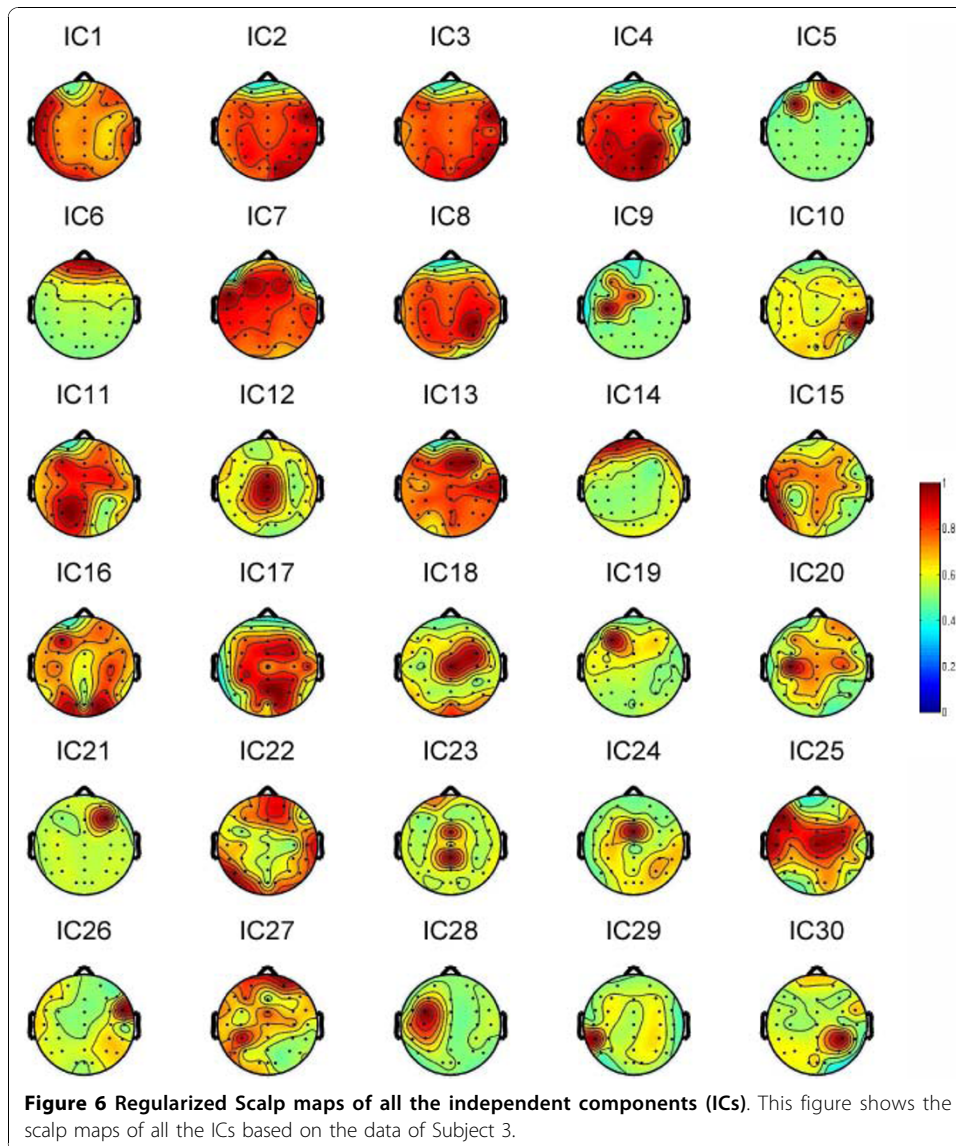 IC1 IC2 IC3 IC4 IC5
IC6 IC7 IC8 IC9 IC10
IC11 IC12 IC13 IC14 IC15
1
0.8
0.6
0.4
0.2
0
IC16 IC17 IC18 IC19 IC20
IC21 IC22 IC23 IC24 IC25
IC26 IC27 IC28 IC29 IC30
Figure 6 Regularized Scalp maps of all the independent components (ICs). This figure shows the
scalp maps of all the ICs based on the data of Subject 3.